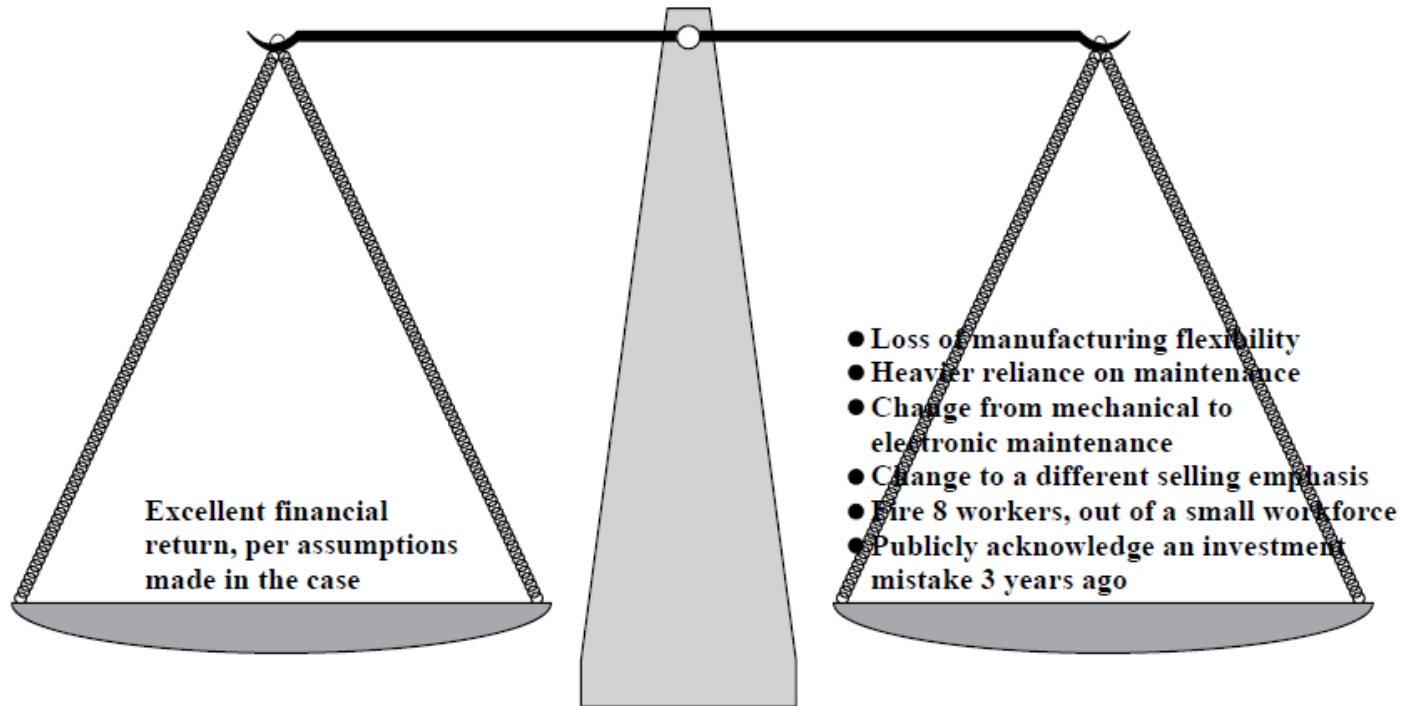 Excellent financial
return, per assumptions
made in the case
● Loss of manufacturing flexibility
● Heavier reliance on maintenance
● Change from mechanical to
electronic maintenance
● Change to a different selling emphasis
● Fire 8 workers, out of a small workforce
● Publicly acknowledge an investment
mistake 3 years ago